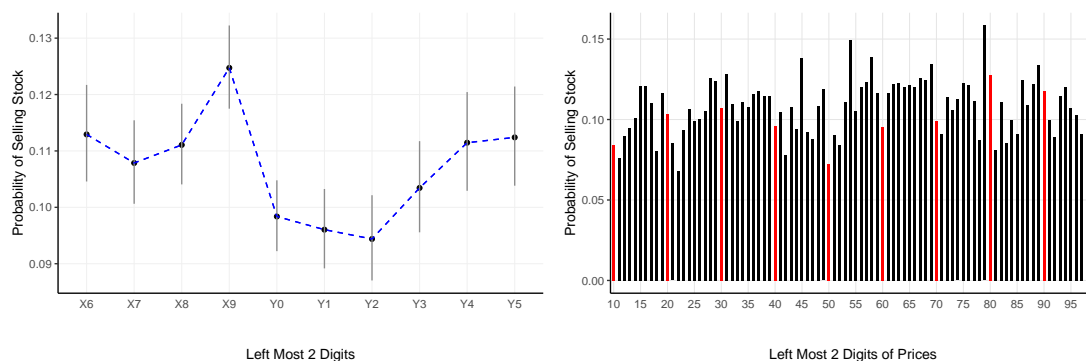 Probability of Selling Stock
0.13
0.12
0.11
0.10
0.09
X6 X7 X8 X9 Y0 Y1 Y2 Y3 Y4 Y5
Left Most 2 Digits
Probability of Selling Stock
0.15
0.10
0.05
0.00
10 15 20 25 30 35 40 45 50 55 60 65 70 75 80 85 90 95
Left Most 2 Digits of Prices